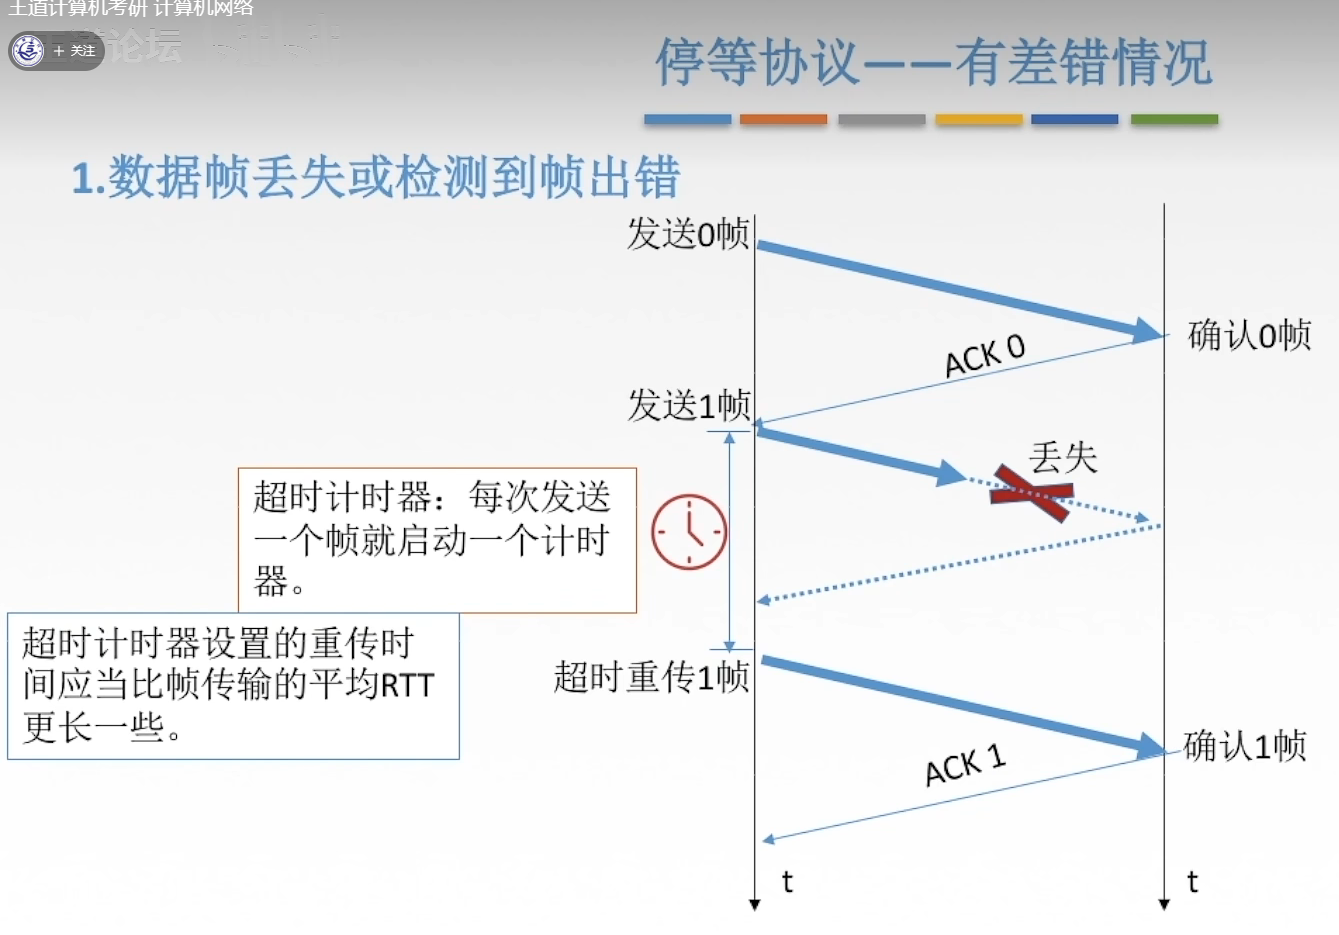 王道计算机考研 计算机网络
+ 关注
论坛
停等协议——有差错情况
1.数据帧丢失或检测到帧出错
发送0帧
确认0帧
ACK 0
发送1帧
丢失
超时计时器：每次发送
一个帧就启动一个计时
器。
超时计时器设置的重传时
间应当比帧传输的平均RTT
更长一些。
超时重传1帧
确认1帧
ACK 1
t
t